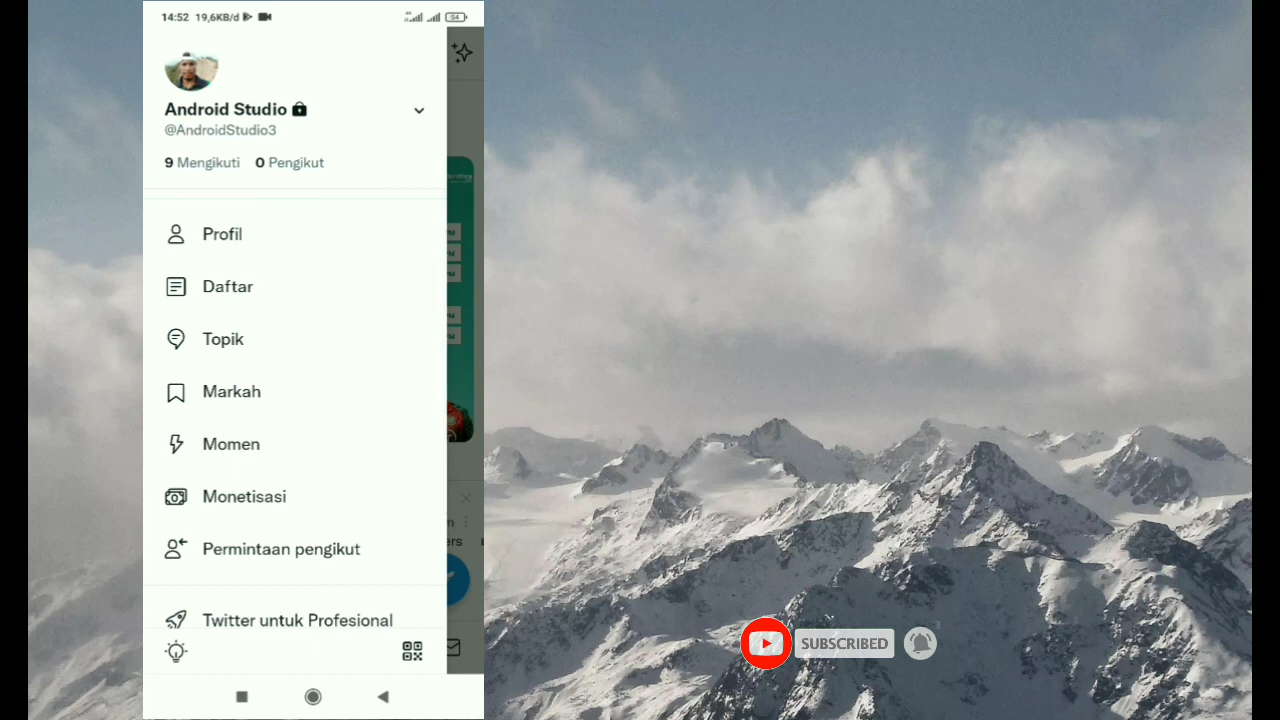 14:52 19,6KB/d
54
Android Studio
@AndroidStudio3
9 Mengikuti 0 Pengikut
Profil
Daftar
Topik
Markah
Momen
Monetisasi
Permintaan pengikut
Twitter untuk Profesional
SUBSCRIBED